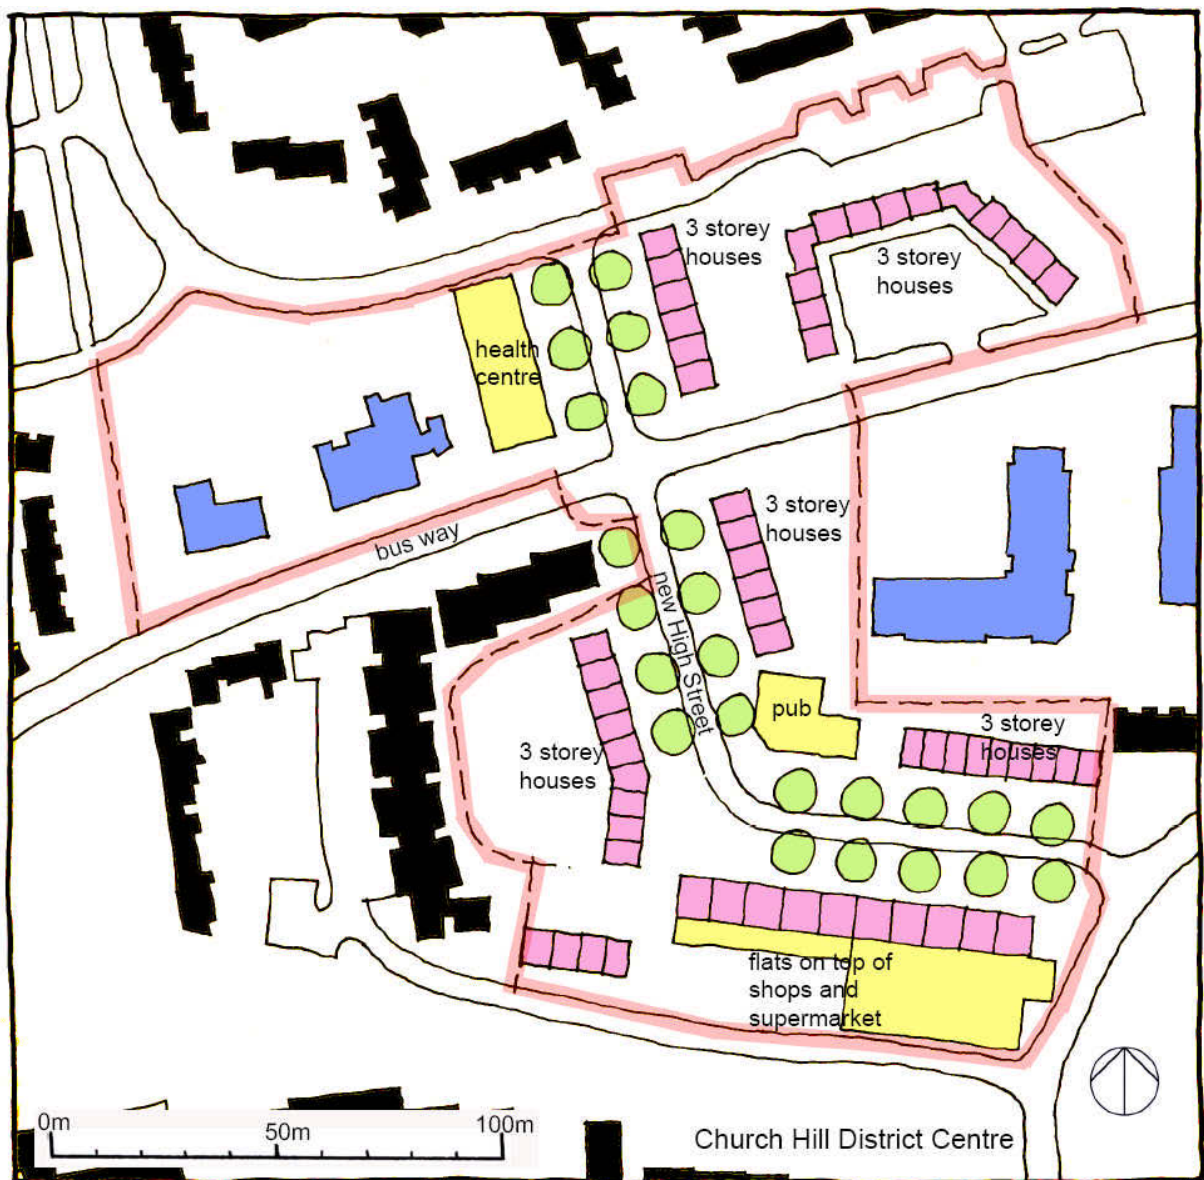 3 storey
houses
3 storey
houses
health
centre
3 storey
houses
bus way
new High Street
pub
3 storey
houses
3 storey
houses
flats on top of
shops and
supermarket
0m
50m
100m
Church Hill District Centre